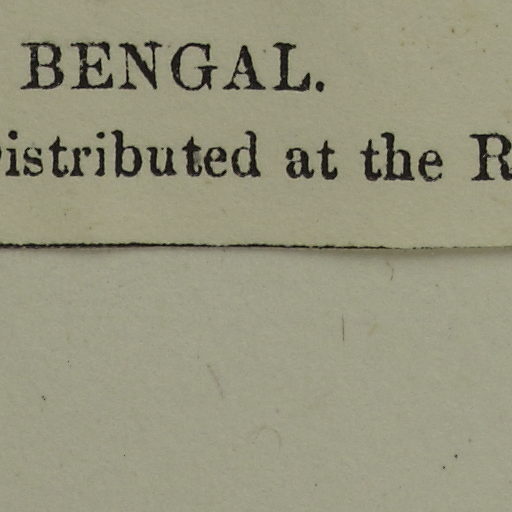 BENGAL.
istributed at the R